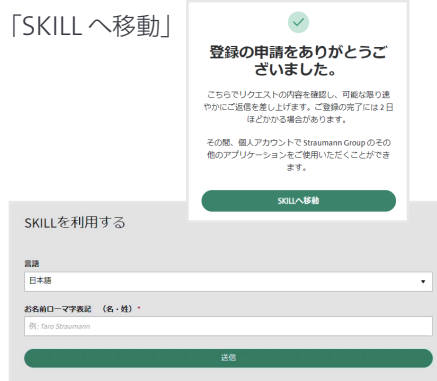 「SKILL へ移動」
登録の申請をありがとうご
ざいました。
こちらでリクエストの内容を確認し、可能な限り速
やかにご返信を差し上げます。ご登録の完了には2日
ほどかかる場合があります。
その間、個人アカウントで Straumann Group のその
他のアプリケーションをご使用いただくことができ
ます。
SKILLへ移動
SKILLを利用する
言語
日本語
お名前ローマ字表記 （名・姓）*
例: Taro Straumann
送信